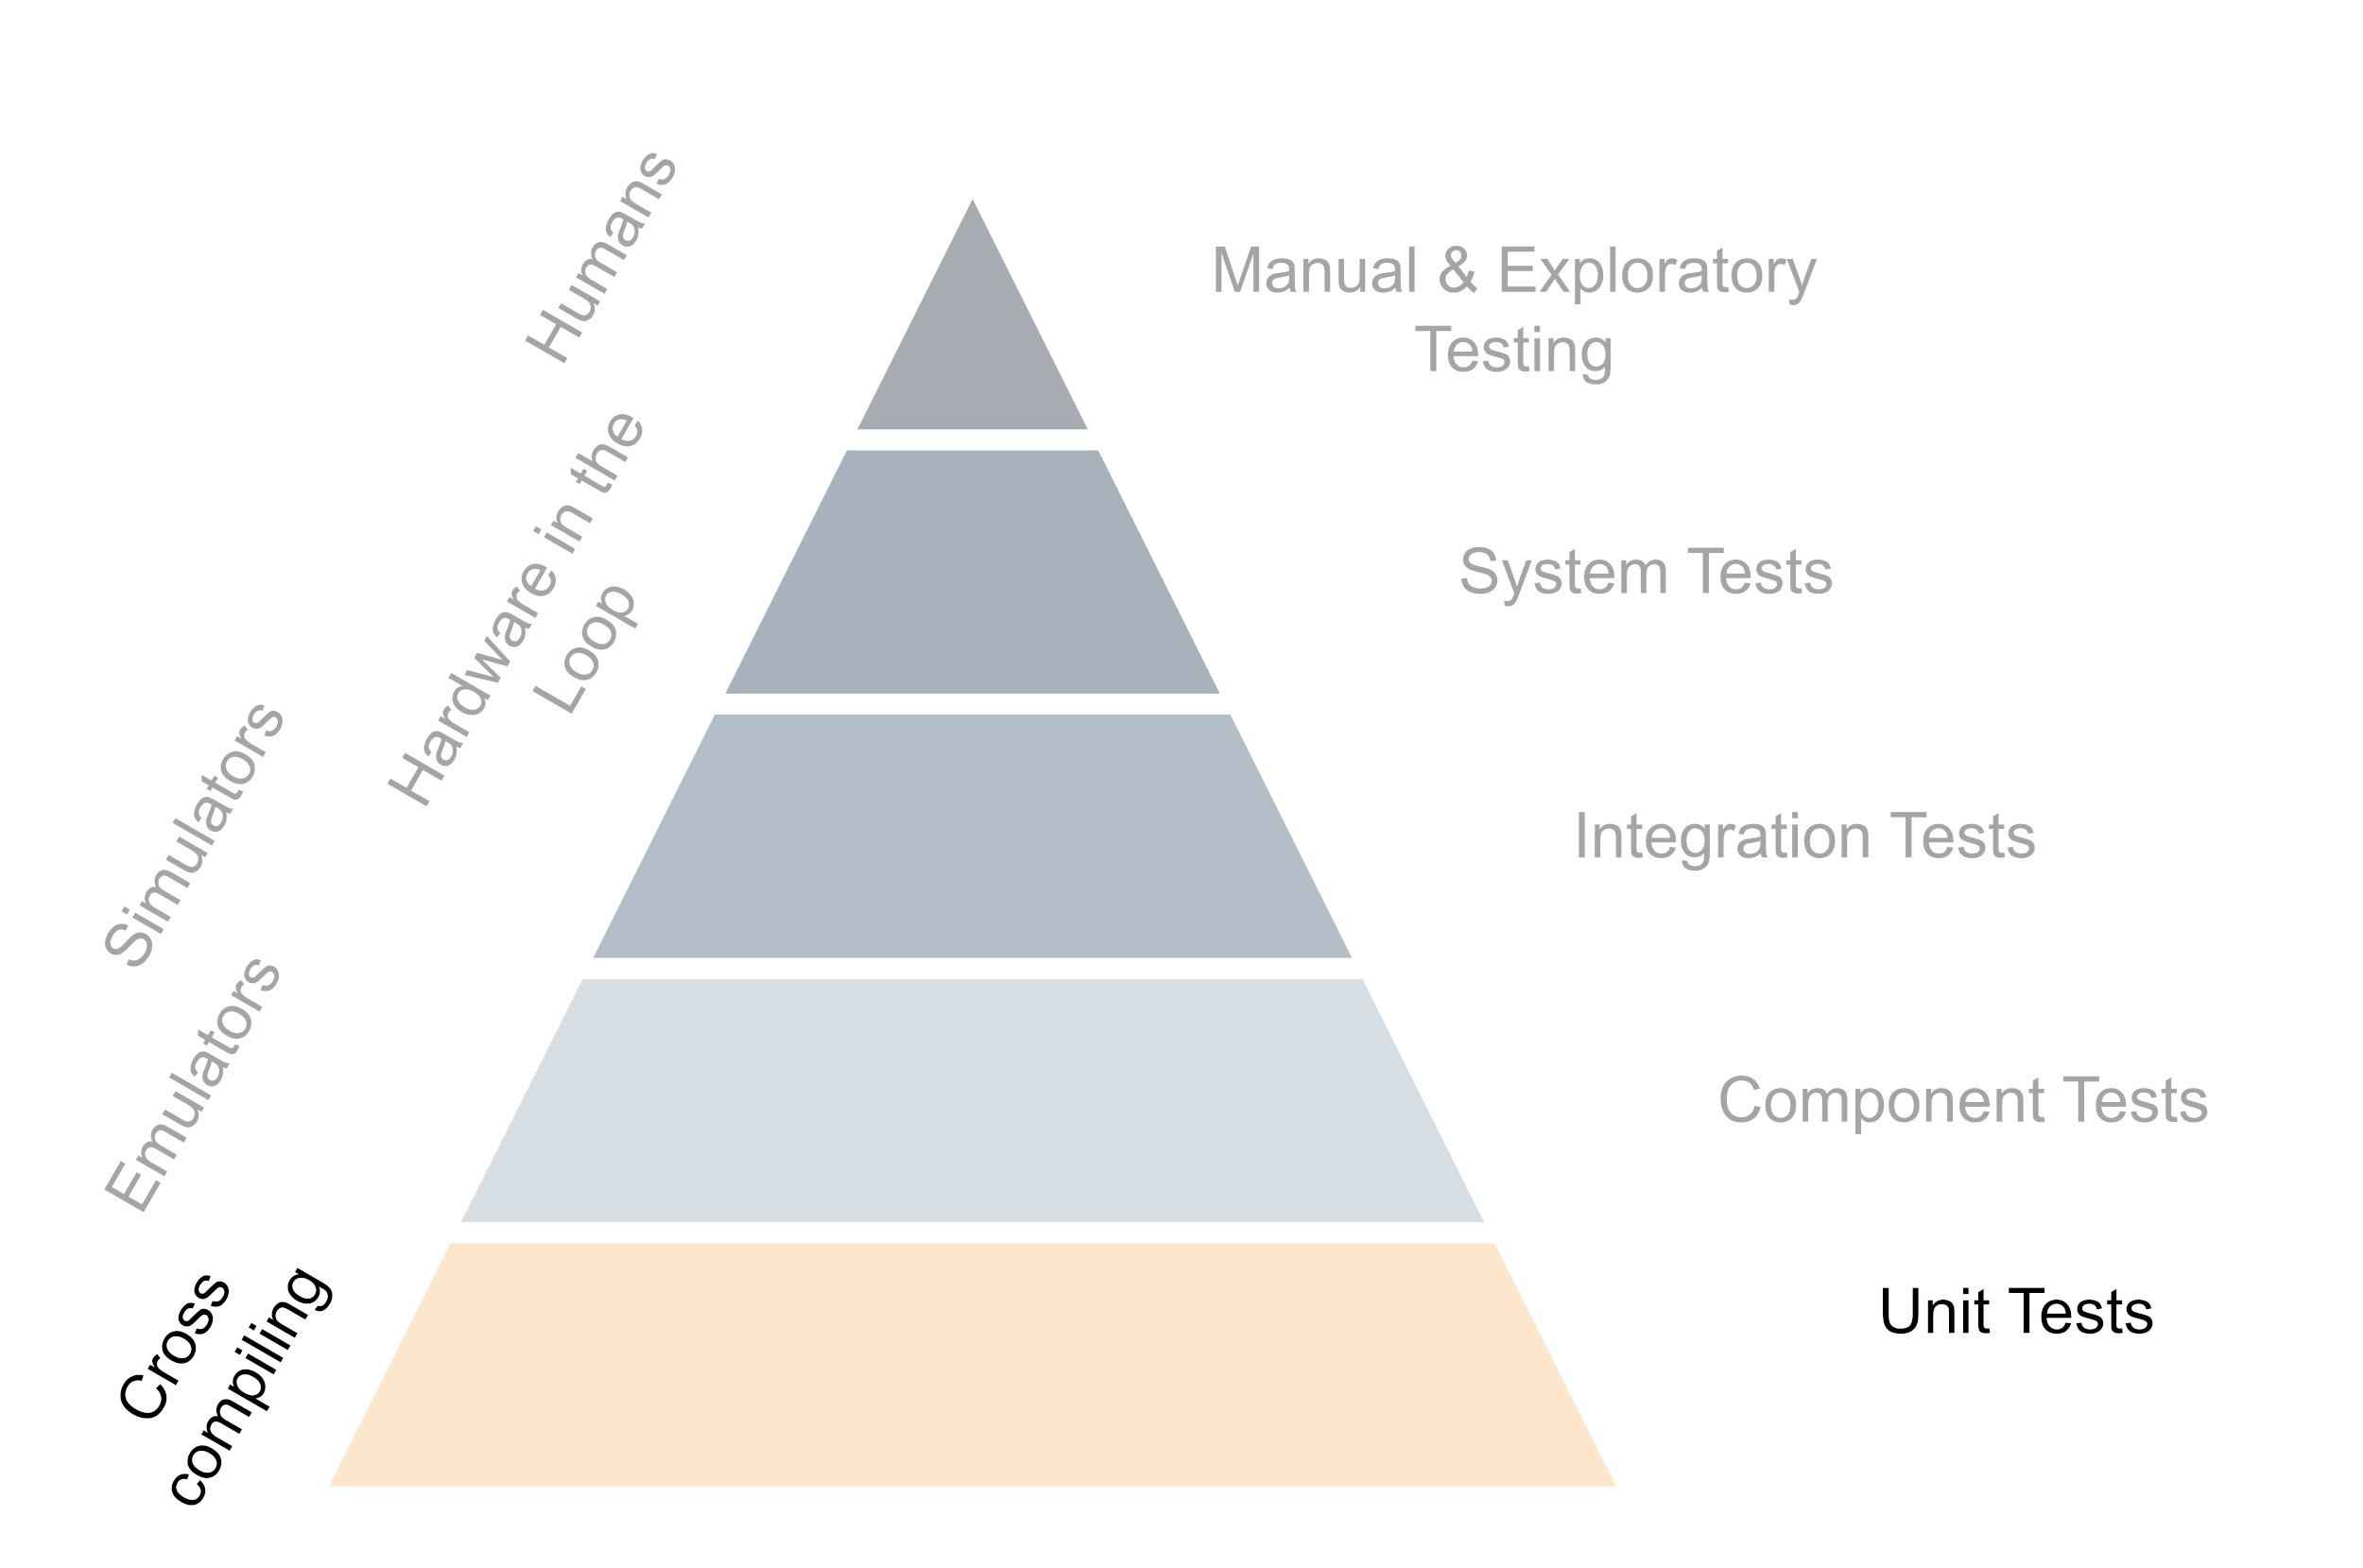 Humans
Manual & Exploratory
Testing
Hardware in the
Loop
System Tests
Simulators
Integration Tests
Emulators
Component Tests
Cross
compiling
Unit Tests